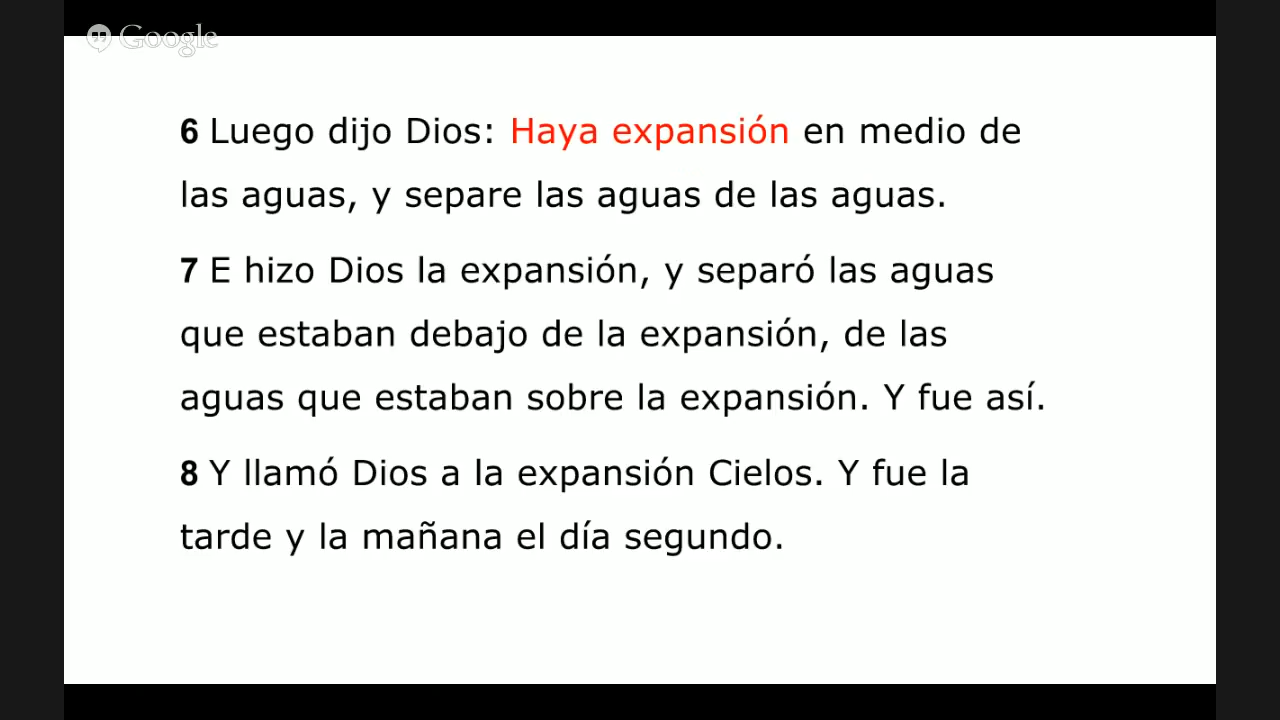 Google
6 Luego dijo Dios: Haya expansión en medio de
las aguas, y separe las aguas de las aguas.
7 E hizo Dios la expansión, y separó las aguas
que estaban debajo de la expansión, de las
aguas que estaban sobre la expansión. Y fue así.
8 Y llamó Dios a la expansión Cielos. Y fue la
tarde y la mañana el día segundo.